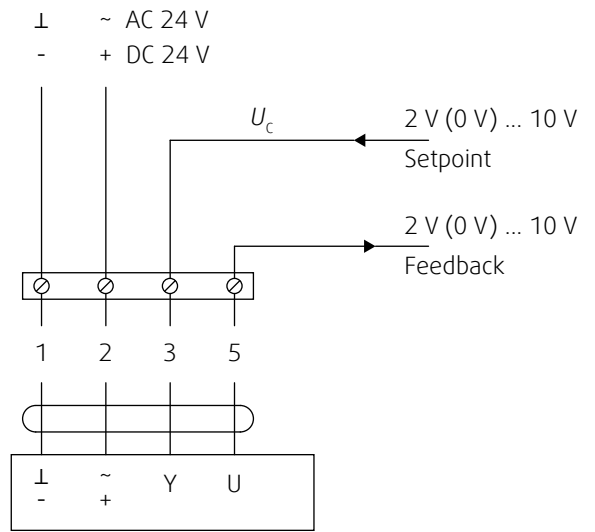 ⊥ ~ AC 24 V
- + DC 24 V
U_C
2 V (0 V) ... 10 V
Setpoint
2 V (0 V) ... 10 V
Feedback
1 2 3 5
⊥ ~ Y U
- +